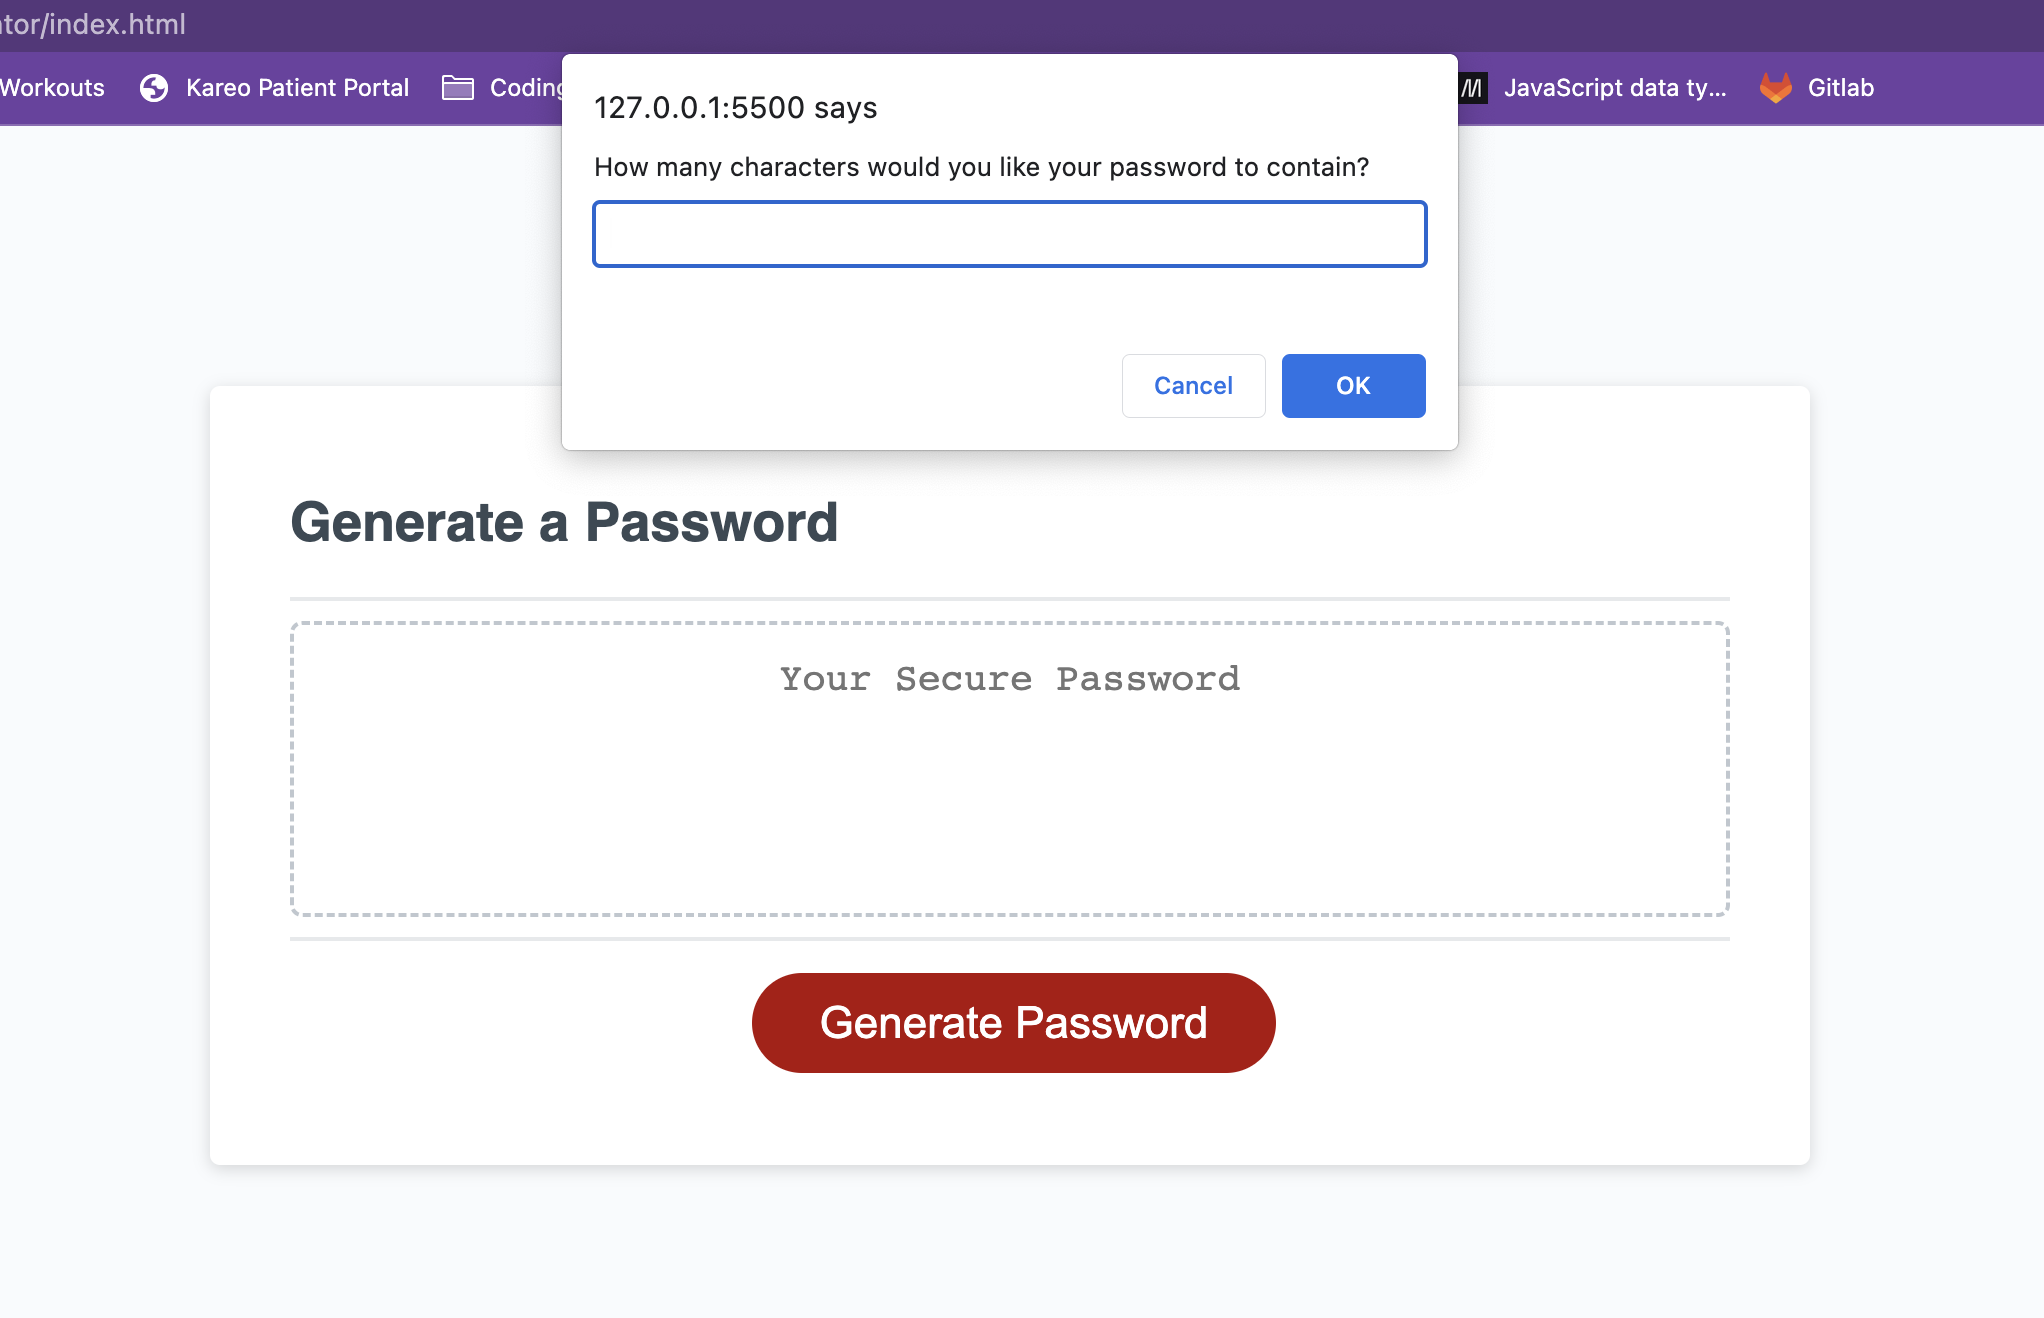 tor/index.html
Workouts
Kareo Patient Portal
Coding
JavaScript data ty...
Gitlab
127.0.0.1:5500 says
How many characters would you like your password to contain?
Cancel
OK
Generate a Password
Your Secure Password
Generate Password